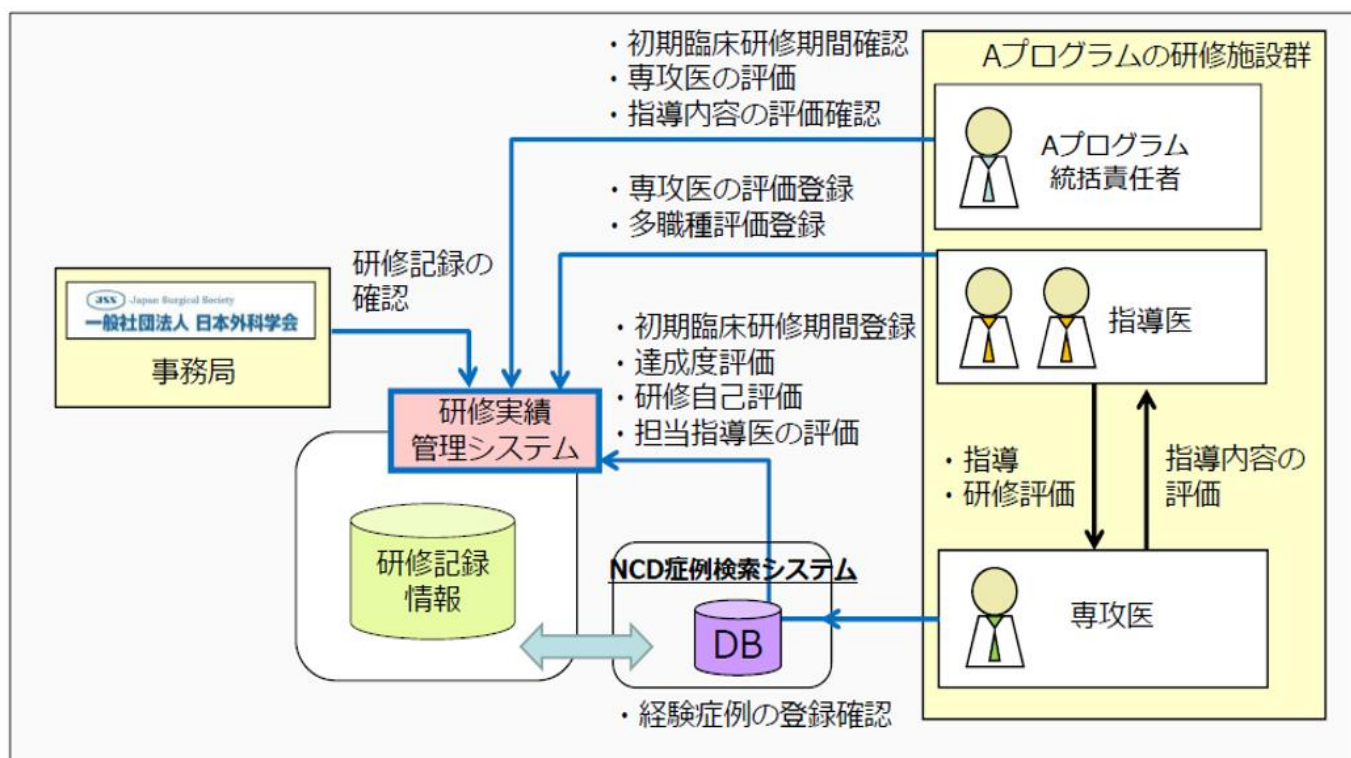 ・初期臨床研修期間確認
・専攻医の評価
・指導内容の評価確認
Aプログラムの研修施設群
Aプログラム
統括責任者
・専攻医の評価登録
・多職種評価登録
指導医
研修記録の
確認
JSS Japan Surgical Society
一般社団法人 日本外科学会
事務局
・初期臨床研修期間登録
・達成度評価
・研修自己評価
・担当指導医の評価
研修実績
管理システム
・指導
・研修評価
指導内容の
評価
研修記録
情報
NCD症例検索システム
DB
専攻医
・経験症例の登録確認